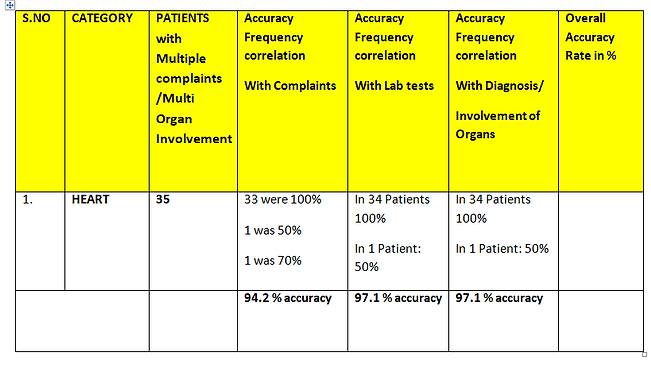 S.NO
CATEGORY
PATIENTS
with
Multiple
complaints
/Multi
Organ
Involvement
Accuracy
Frequency
correlation
With Complaints
Accuracy
Frequency
correlation
With Lab tests
Accuracy
Frequency
correlation
With Diagnosis/
Involvement of
Organs
Overall
Accuracy
Rate in %
1.
HEART
35
33 were 100%
1 was 50%
1 was 70%
In 34 Patients
100%
In 1 Patient:
50%
In 34 Patients
100%
In 1 Patient: 50%
94.2 % accuracy
97.1 % accuracy
97.1 % accuracy